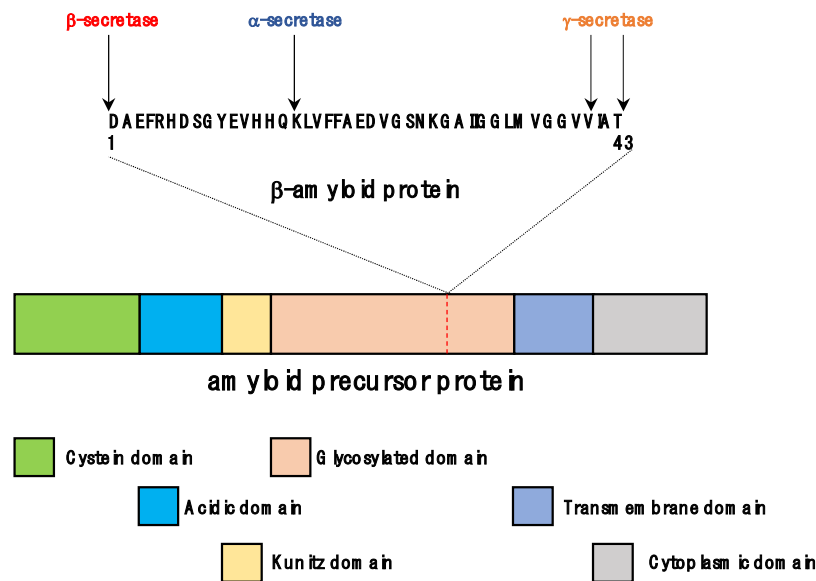 β-secretase α-secretase γ-secretase
DAEFRHDSGYEVHHQKLVFFAEDVGSNKGAIIGGLMVGGVVIAT
1 43
β-amyloid protein
amyloid precursor protein
Cystein domain Glycosylated domain
Acidic domain Transmembrane domain
Kunitz domain Cytoplasmic domain